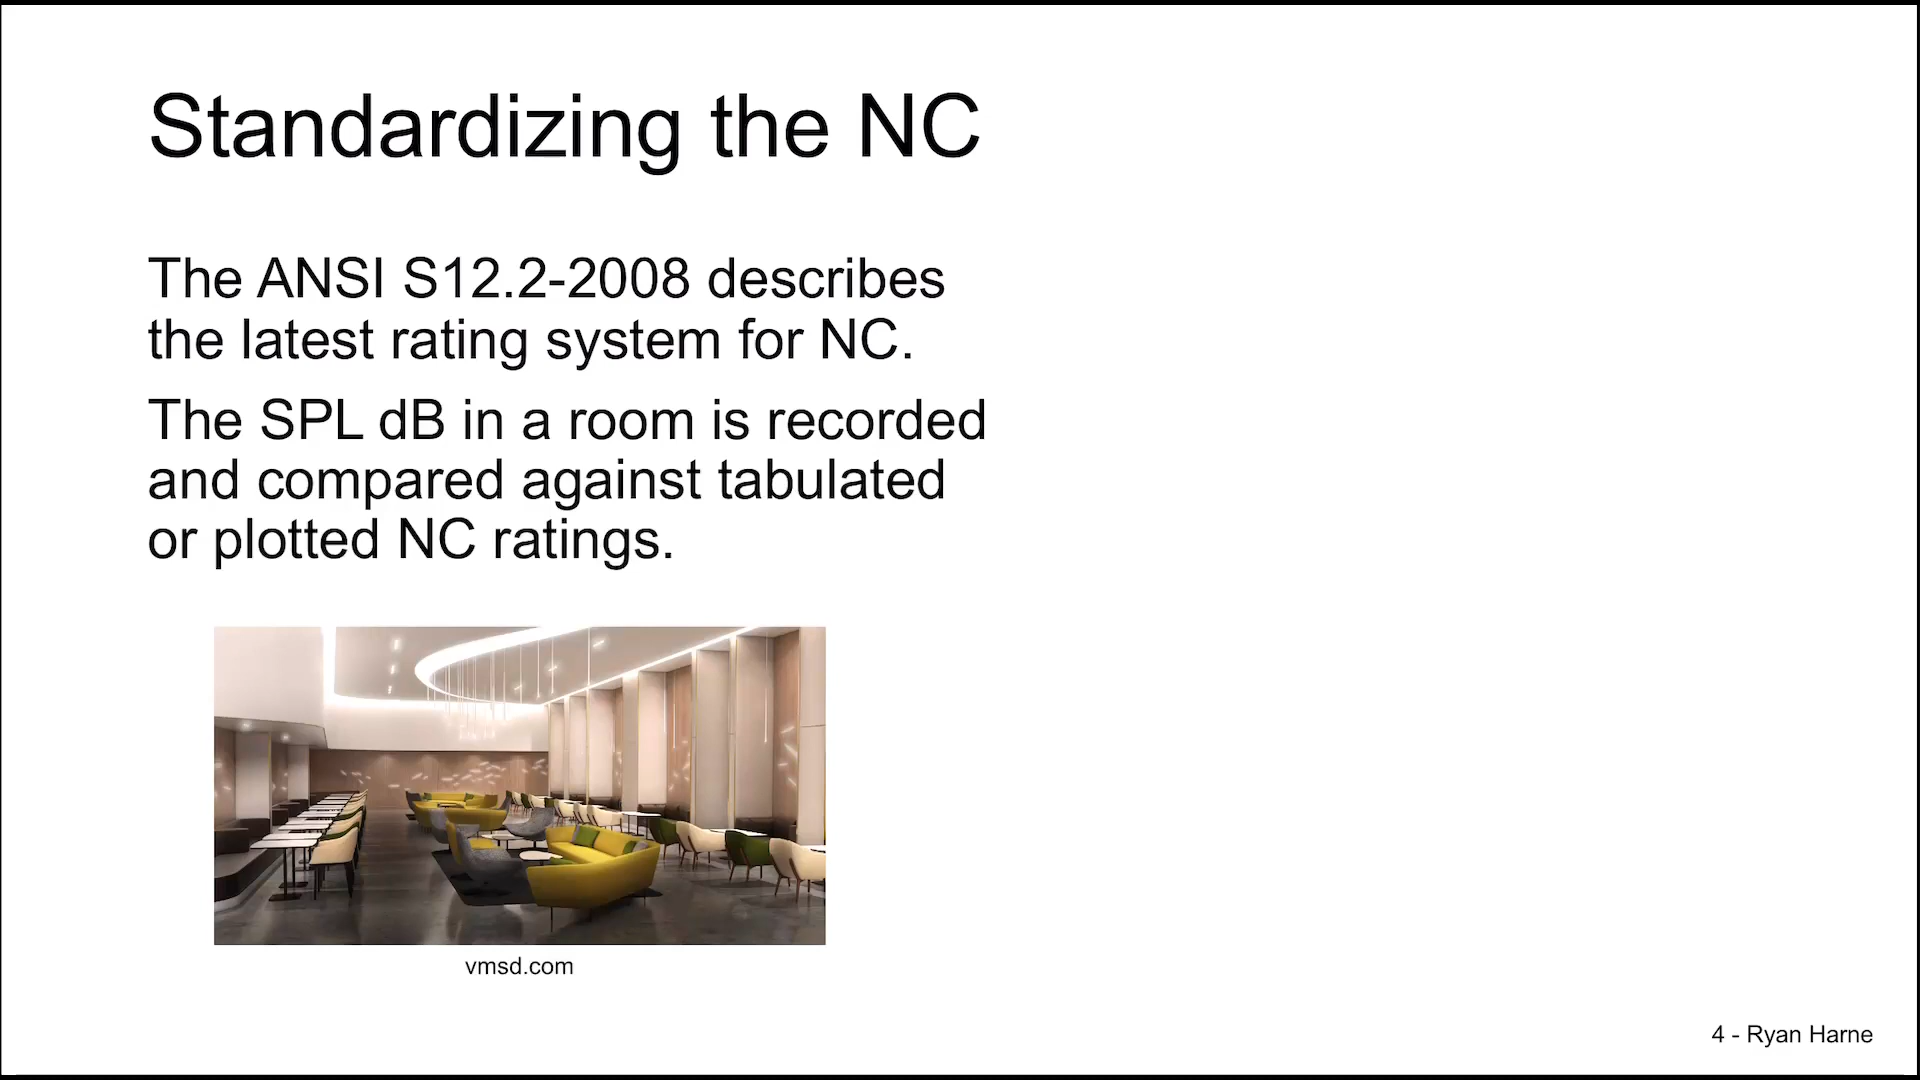 Standardizing the NC
The ANSI S12.2-2008 describes
the latest rating system for NC.
The SPL dB in a room is recorded
and compared against tabulated
or plotted NC ratings.
vmsd.com
4 - Ryan Harne